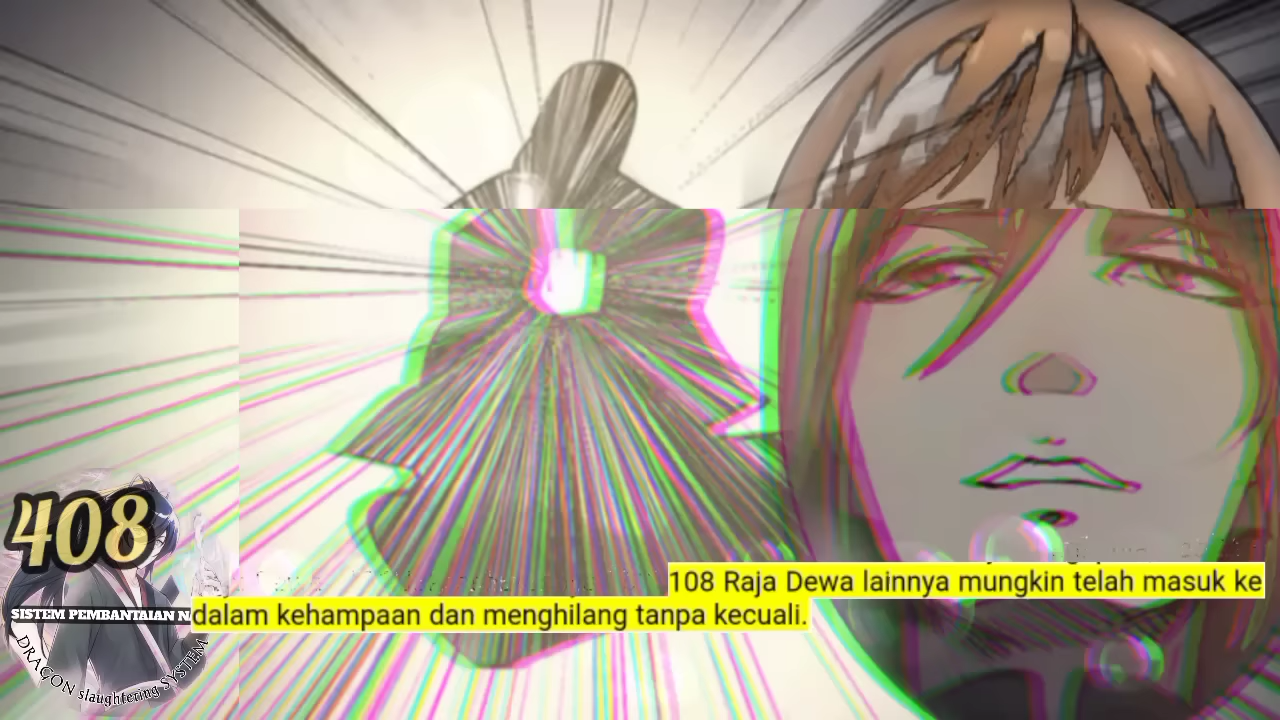 408
SISTEM PEMBANTAIAN
DRAGON slaughtering SYSTEM
108 Raja Dewa lainnya mungkin telah masuk ke
dalam kehampaan dan menghilang tanpa kecuali.